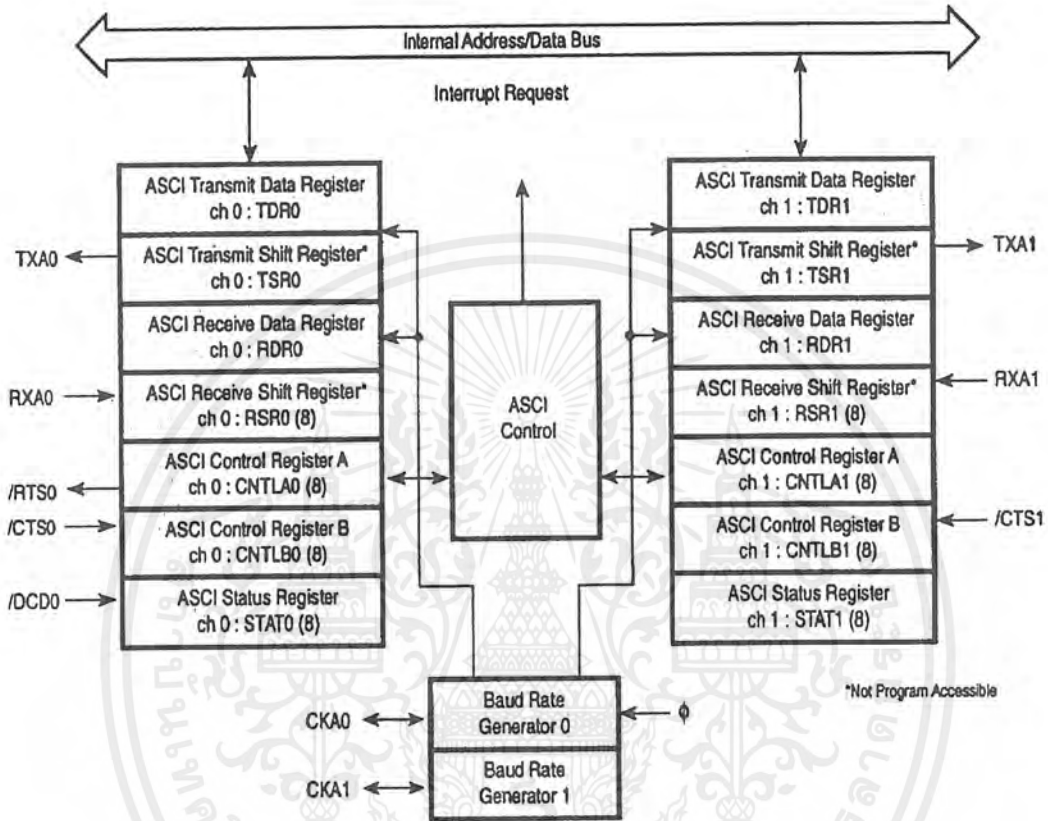 Internal Address/Data Bus
Interrupt Request
ASCI Transmit Data Register
ch 0 : TDR0
ASCI Transmit Shift Register*
ch 0 : TSR0
ASCI Receive Data Register
ch 0 : RDR0
ASCI Receive Shift Register*
ch 0 : RSR0 (8)
ASCI Control Register A
ch 0 : CNTLA0 (8)
ASCI Control Register B
ch 0 : CNTLB0 (8)
ASCI Status Register
ch 0 : STAT0 (8)
TXA0
RXA0
/RTS0
/CTS0
/DCD0
ASCI
Control
ASCI Transmit Data Register
ch 1 : TDR1
ASCI Transmit Shift Register*
ch 1 : TSR1
ASCI Receive Data Register
ch 1 : RDR1
ASCI Receive Shift Register*
ch 1 : RSR1 (8)
ASCI Control Register A
ch 1 : CNTLA1 (8)
ASCI Control Register B
ch 1 : CNTLB1 (8)
ASCI Status Register
ch 1 : STAT1 (8)
TXA1
RXA1
/CTS1
*Not Program Accessible
CKA0
Baud Rate
Generator 0
ϕ
CKA1
Baud Rate
Generator 1